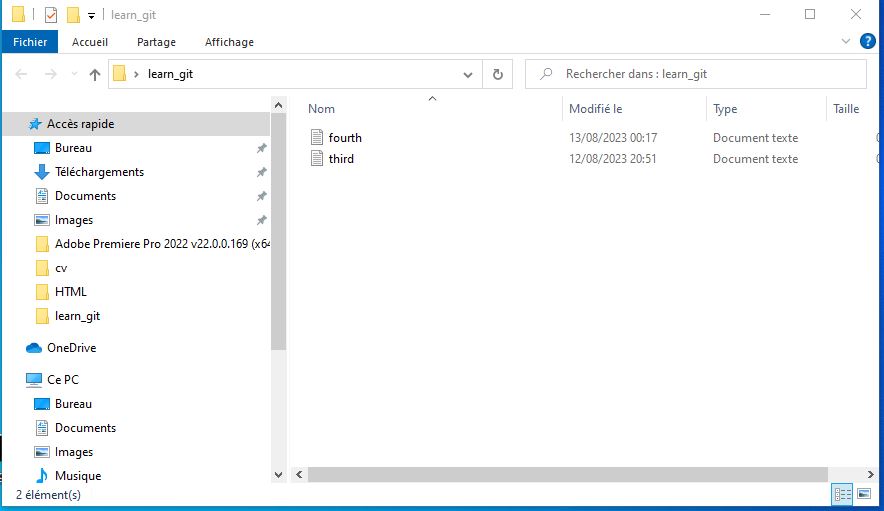 learn_git
Fichier Accueil Partage Affichage
learn_git Rechercher dans : learn_git
Nom Modifié le Type Taille
Accès rapide
fourth 13/08/2023 00:17 Document texte
Bureau
third 12/08/2023 20:51 Document texte
Téléchargements
Documents
Images
Adobe Premiere Pro 2022 v22.0.0.169 (x64
cv
HTML
learn_git
OneDrive
Ce PC
Bureau
Documents
Images
Musique
2 élément(s)